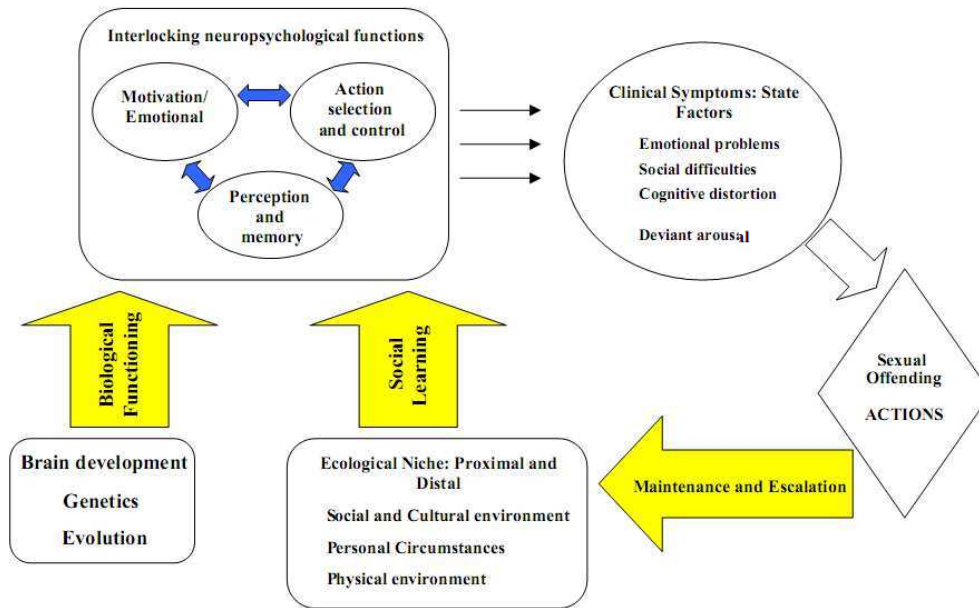 Interlocking neuropsychological functions
Motivation/
Emotional
Action
selection
and control
Perception
and
memory
Clinical Symptoms: State
Factors
Emotional problems
Social difficulties
Cognitive distortion
Deviant arousal
Biological
Functioning
Social
Learning
Sexual
Offending
ACTIONS
Brain development
Genetics
Evolution
Ecological Niche: Proximal and
Distal
Social and Cultural environment
Personal Circumstances
Physical environment
Maintenance and Escalation